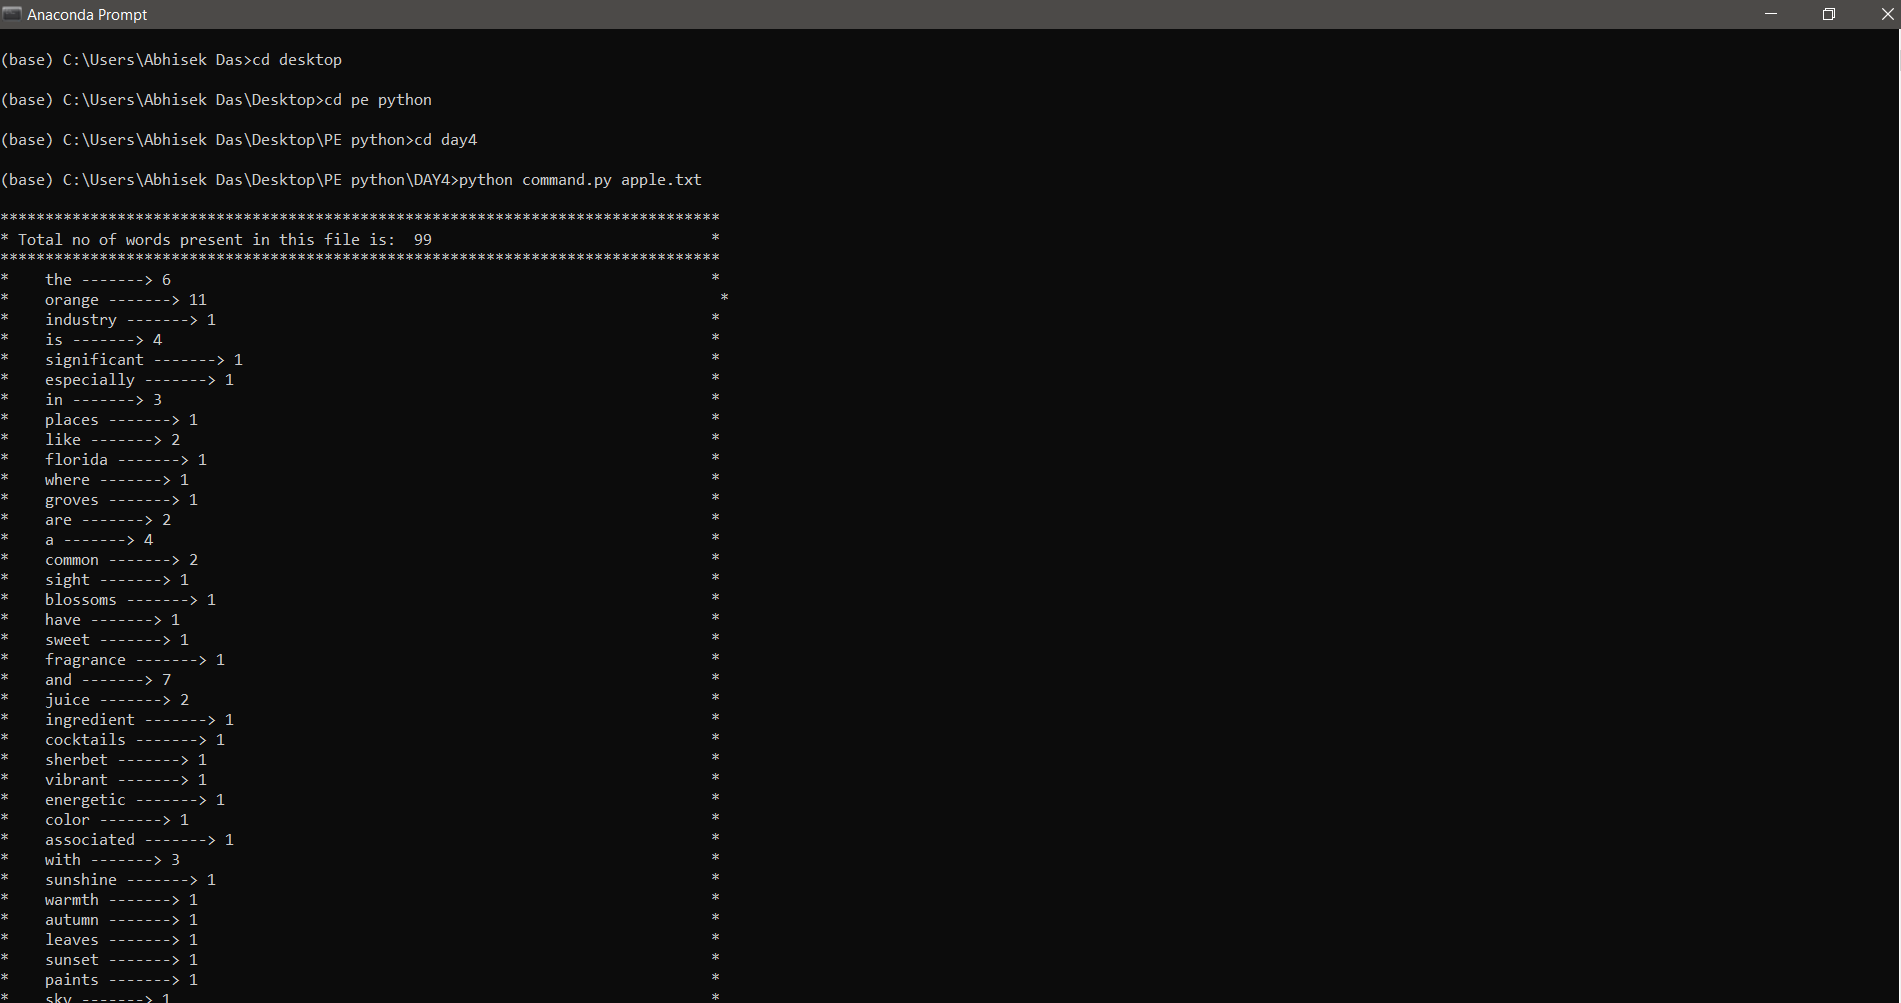 Anaconda Prompt
(base) C:\Users\Abhisek Das>cd desktop
(base) C:\Users\Abhisek Das\Desktop>cd pe python
(base) C:\Users\Abhisek Das\Desktop\PE python>cd day4
(base) C:\Users\Abhisek Das\Desktop\PE python\DAY4>python command.py apple.txt
********************************************************************************
* Total no of words present in this file is:  99                               *
********************************************************************************
*    the -------> 6                                                            *
*    orange -------> 11                                                         *
*    industry -------> 1                                                       *
*    is -------> 4                                                             *
*    significant -------> 1                                                    *
*    especially -------> 1                                                     *
*    in -------> 3                                                             *
*    places -------> 1                                                         *
*    like -------> 2                                                           *
*    florida -------> 1                                                        *
*    where -------> 1                                                          *
*    groves -------> 1                                                         *
*    are -------> 2                                                            *
*    a -------> 4                                                              *
*    common -------> 2                                                         *
*    sight -------> 1                                                          *
*    blossoms -------> 1                                                       *
*    have -------> 1                                                           *
*    sweet -------> 1                                                          *
*    fragrance -------> 1                                                      *
*    and -------> 7                                                            *
*    juice -------> 2                                                          *
*    ingredient -------> 1                                                     *
*    cocktails -------> 1                                                      *
*    sherbet -------> 1                                                        *
*    vibrant -------> 1                                                        *
*    energetic -------> 1                                                      *
*    color -------> 1                                                          *
*    associated -------> 1                                                     *
*    with -------> 3                                                           *
*    sunshine -------> 1                                                       *
*    warmth -------> 1                                                         *
*    autumn -------> 1                                                         *
*    leaves -------> 1                                                         *
*    sunset -------> 1                                                         *
*    paints -------> 1                                                         *
*    sky -------> 1                                                            *